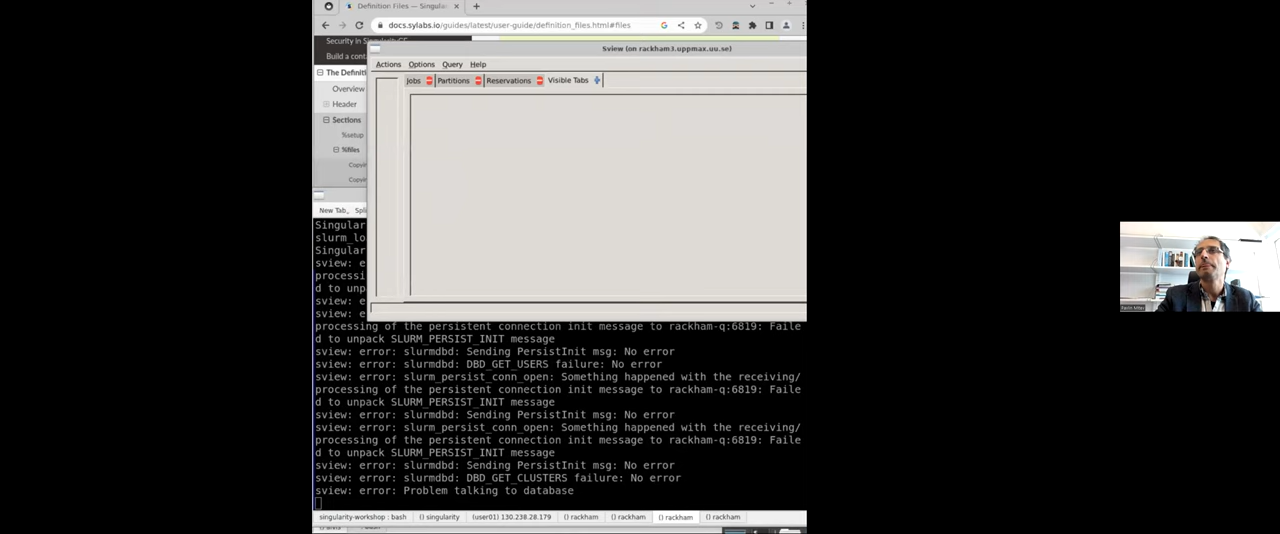 Definition Files — Singular
docs.sylabs.io/guides/latest/user-guide/definition_files.html#files
Security in SingularityCE
Build a cont
Sview (on rackham3.uppmax.uu.se)
Actions Options Query Help
The Definiti
Jobs Partitions Reservations Visible Tabs
Overview
Header
Sections
%setup
%files
Copyin
Copyin
New Tab Spli
Singular
slurm_lo
Singular
sview: e
processi
d to unp
sview: e
sview: e
processing of the persistent connection init message to rackham-q:6819: Faile
d to unpack SLURM_PERSIST_INIT message
sview: error: slurmdbd: Sending PersistInit msg: No error
sview: error: slurmdbd: DBD_GET_USERS failure: No error
sview: error: slurm_persist_conn_open: Something happened with the receiving/
processing of the persistent connection init message to rackham-q:6819: Faile
d to unpack SLURM_PERSIST_INIT message
sview: error: slurmdbd: Sending PersistInit msg: No error
sview: error: slurm_persist_conn_open: Something happened with the receiving/
processing of the persistent connection init message to rackham-q:6819: Faile
d to unpack SLURM_PERSIST_INIT message
sview: error: slurmdbd: Sending PersistInit msg: No error
sview: error: slurmdbd: DBD_GET_CLUSTERS failure: No error
sview: error: Problem talking to database
singularity-workshop : bash () singularity (user01) 130.238.28.179 () rackham () rackham () rackham () rackham
: bash